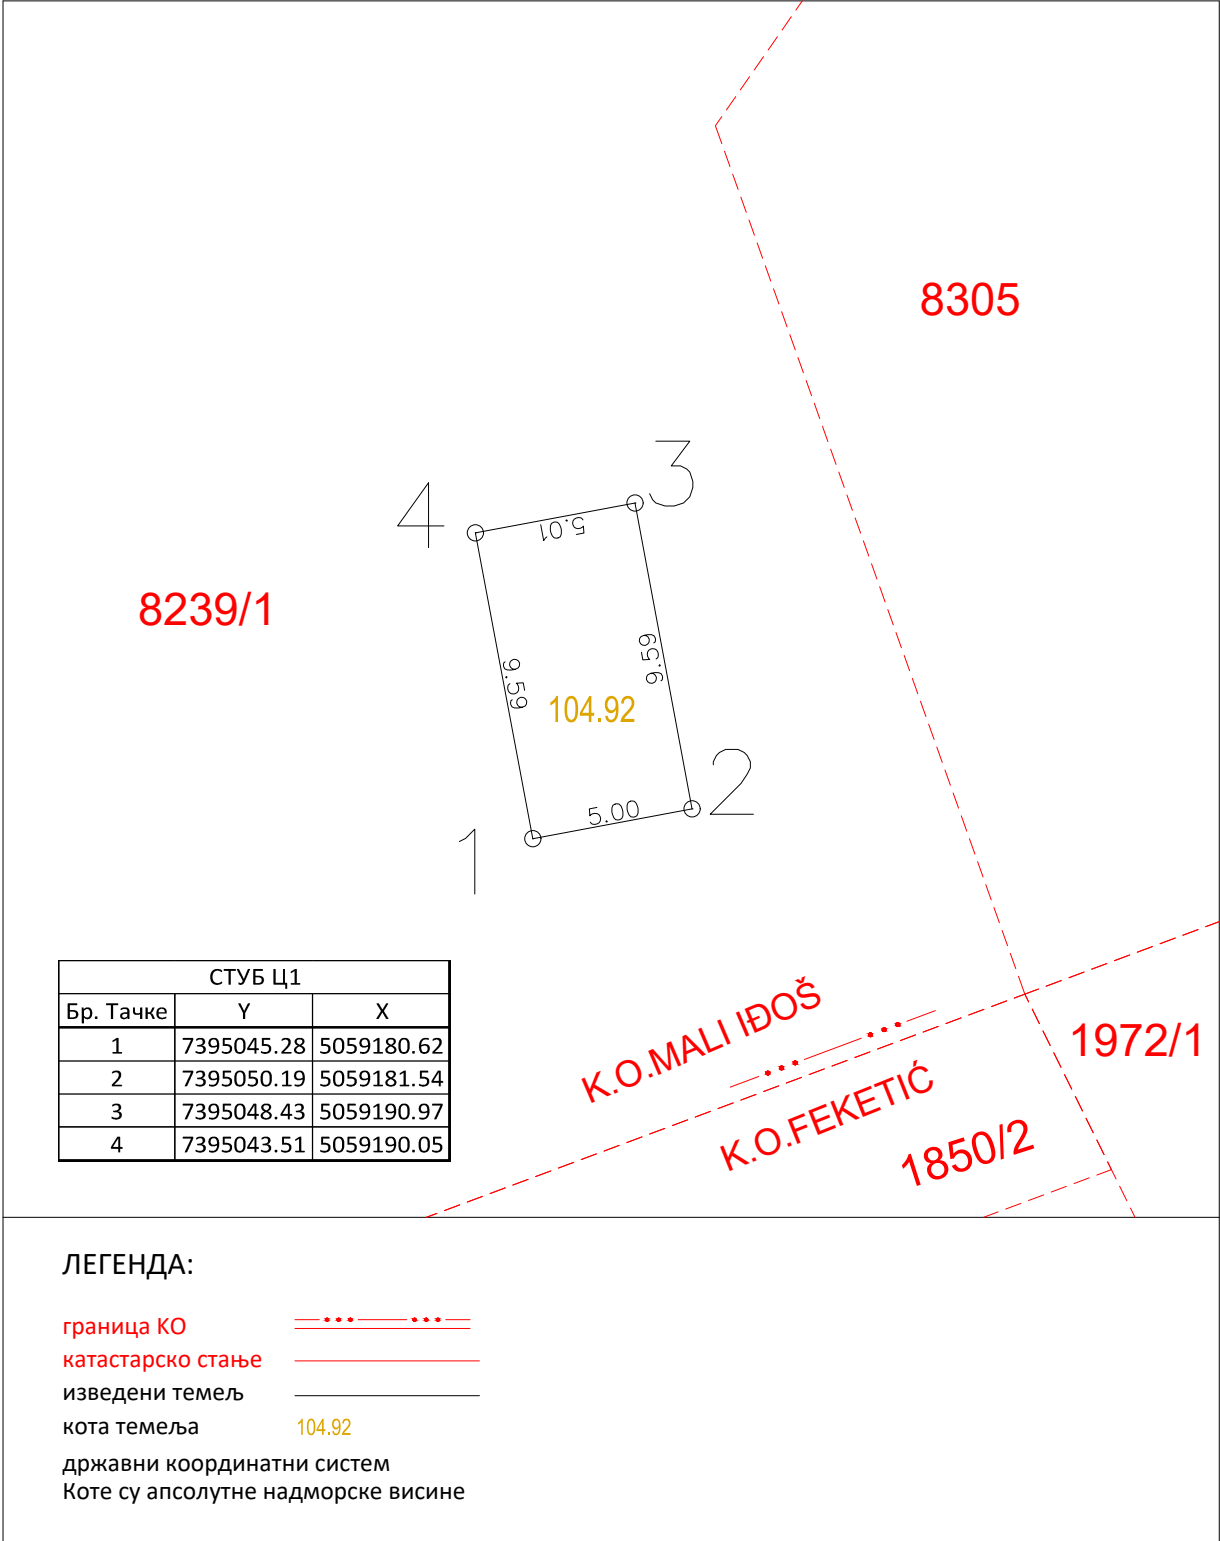 8305
3
4
5.01
8239/1
9.59
9.59
104.92
2
5.00
1
СТУБ Ц1
Бр. Тачке Y X
1 7395045.28 5059180.62
2 7395050.19 5059181.54
3 7395048.43 5059190.97
4 7395043.51 5059190.05
K.O.MALI IĐOŠ
K.O.FEKETIĆ
1972/1
1850/2
ЛЕГЕНДА:
граница КО
катастарско стање
изведени темељ
кота темеља 104.92
државни координатни систем
Коте су апсолутне надморске висине